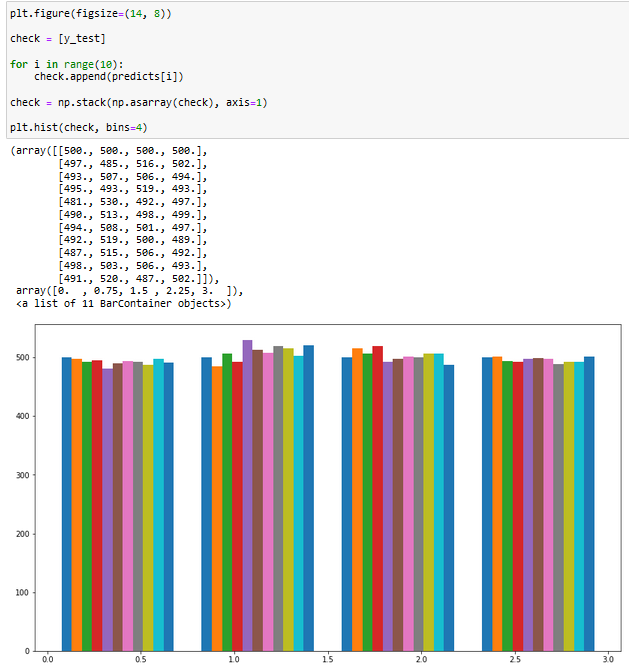 plt.figure(figsize=(14, 8))
check = [y_test]
for i in range(10):
    check.append(predicts[i])
check = np.stack(np.asarray(check), axis=1)
plt.hist(check, bins=4)
(array([[500., 500., 500., 500.],
        [497., 485., 516., 502.],
        [493., 507., 506., 494.],
        [495., 493., 519., 493.],
        [481., 530., 492., 497.],
        [490., 513., 498., 499.],
        [494., 508., 501., 497.],
        [492., 519., 500., 489.],
        [487., 515., 506., 492.],
        [498., 503., 506., 493.],
        [491., 520., 487., 502.]]),
 array([0.  , 0.75, 1.5 , 2.25, 3.  ]),
 <a list of 11 BarContainer objects>)
500
400
300
200
100
0
0.0 0.5 1.0 1.5 2.0 2.5 3.0